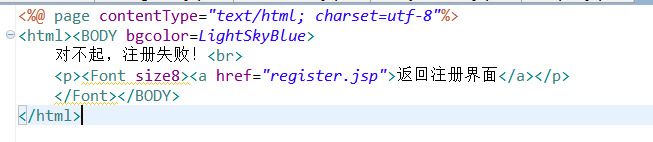 <%@ page contentType="text/html; charset=utf-8"%>
<html><BODY bgcolor=LightSkyBlue>
对不起，注册失败！<br>
<p><Font size8><a href="register.jsp">返回注册界面</a></p>
</Font></BODY>
</html>